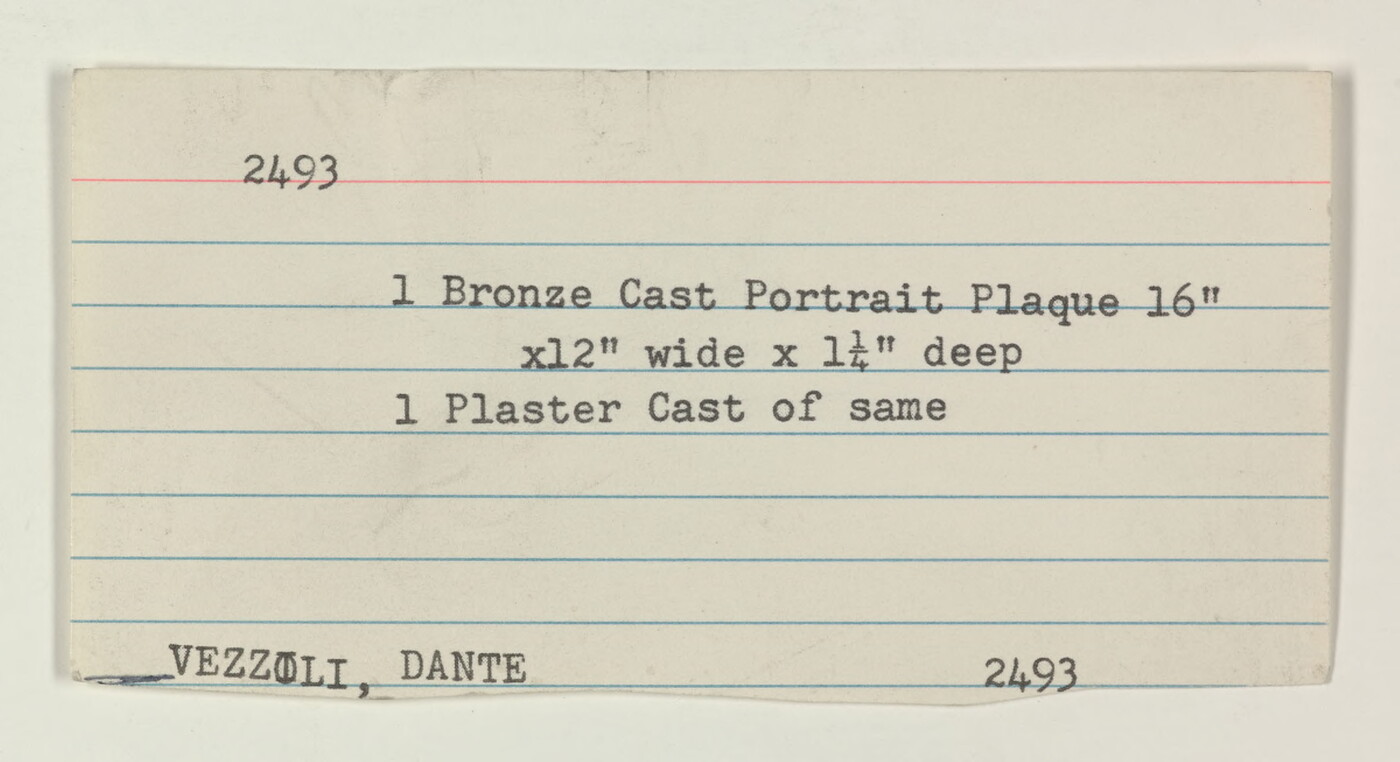 2493
1 Bronze Cast Portrait Plaque 16"
x12" wide x 1¼" deep
1 Plaster Cast of same
VEZZOLI, DANTE 2493